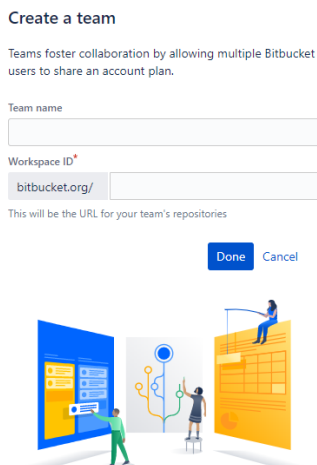 Create a team
Teams foster collaboration by allowing multiple Bitbucket
users to share an account plan.
Team name
Workspace ID*
bitbucket.org/
This will be the URL for your team's repositories
Done Cancel